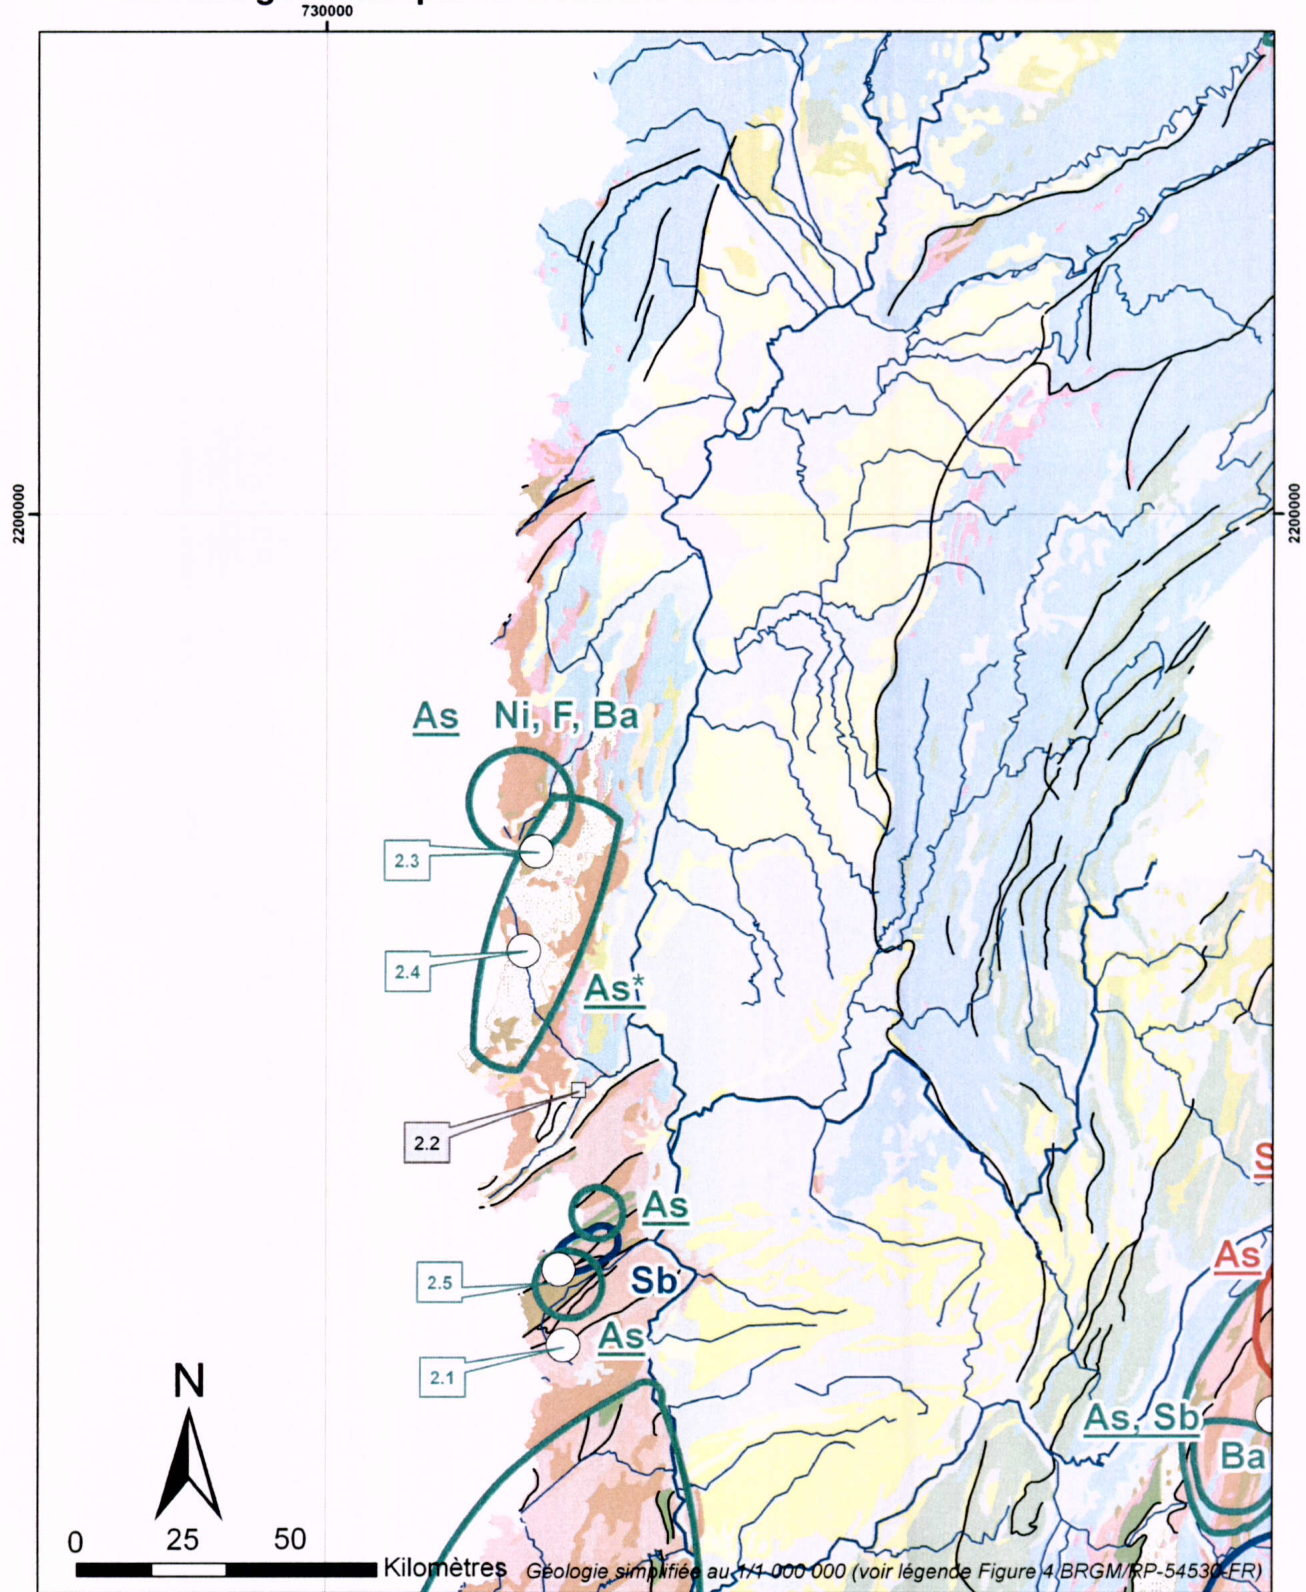 730000
2200000
2200000
As Ni, F, Ba
2.3
2.4
As*
2.2
S
As
As
2.5
Sb
As
2.1
N
As, Sb
Ba
0 25 50
Kilomètres Géologie simplifiée au 1/1 000 000 (voir légende Figure 4 BRGM/RP-54530-FR)